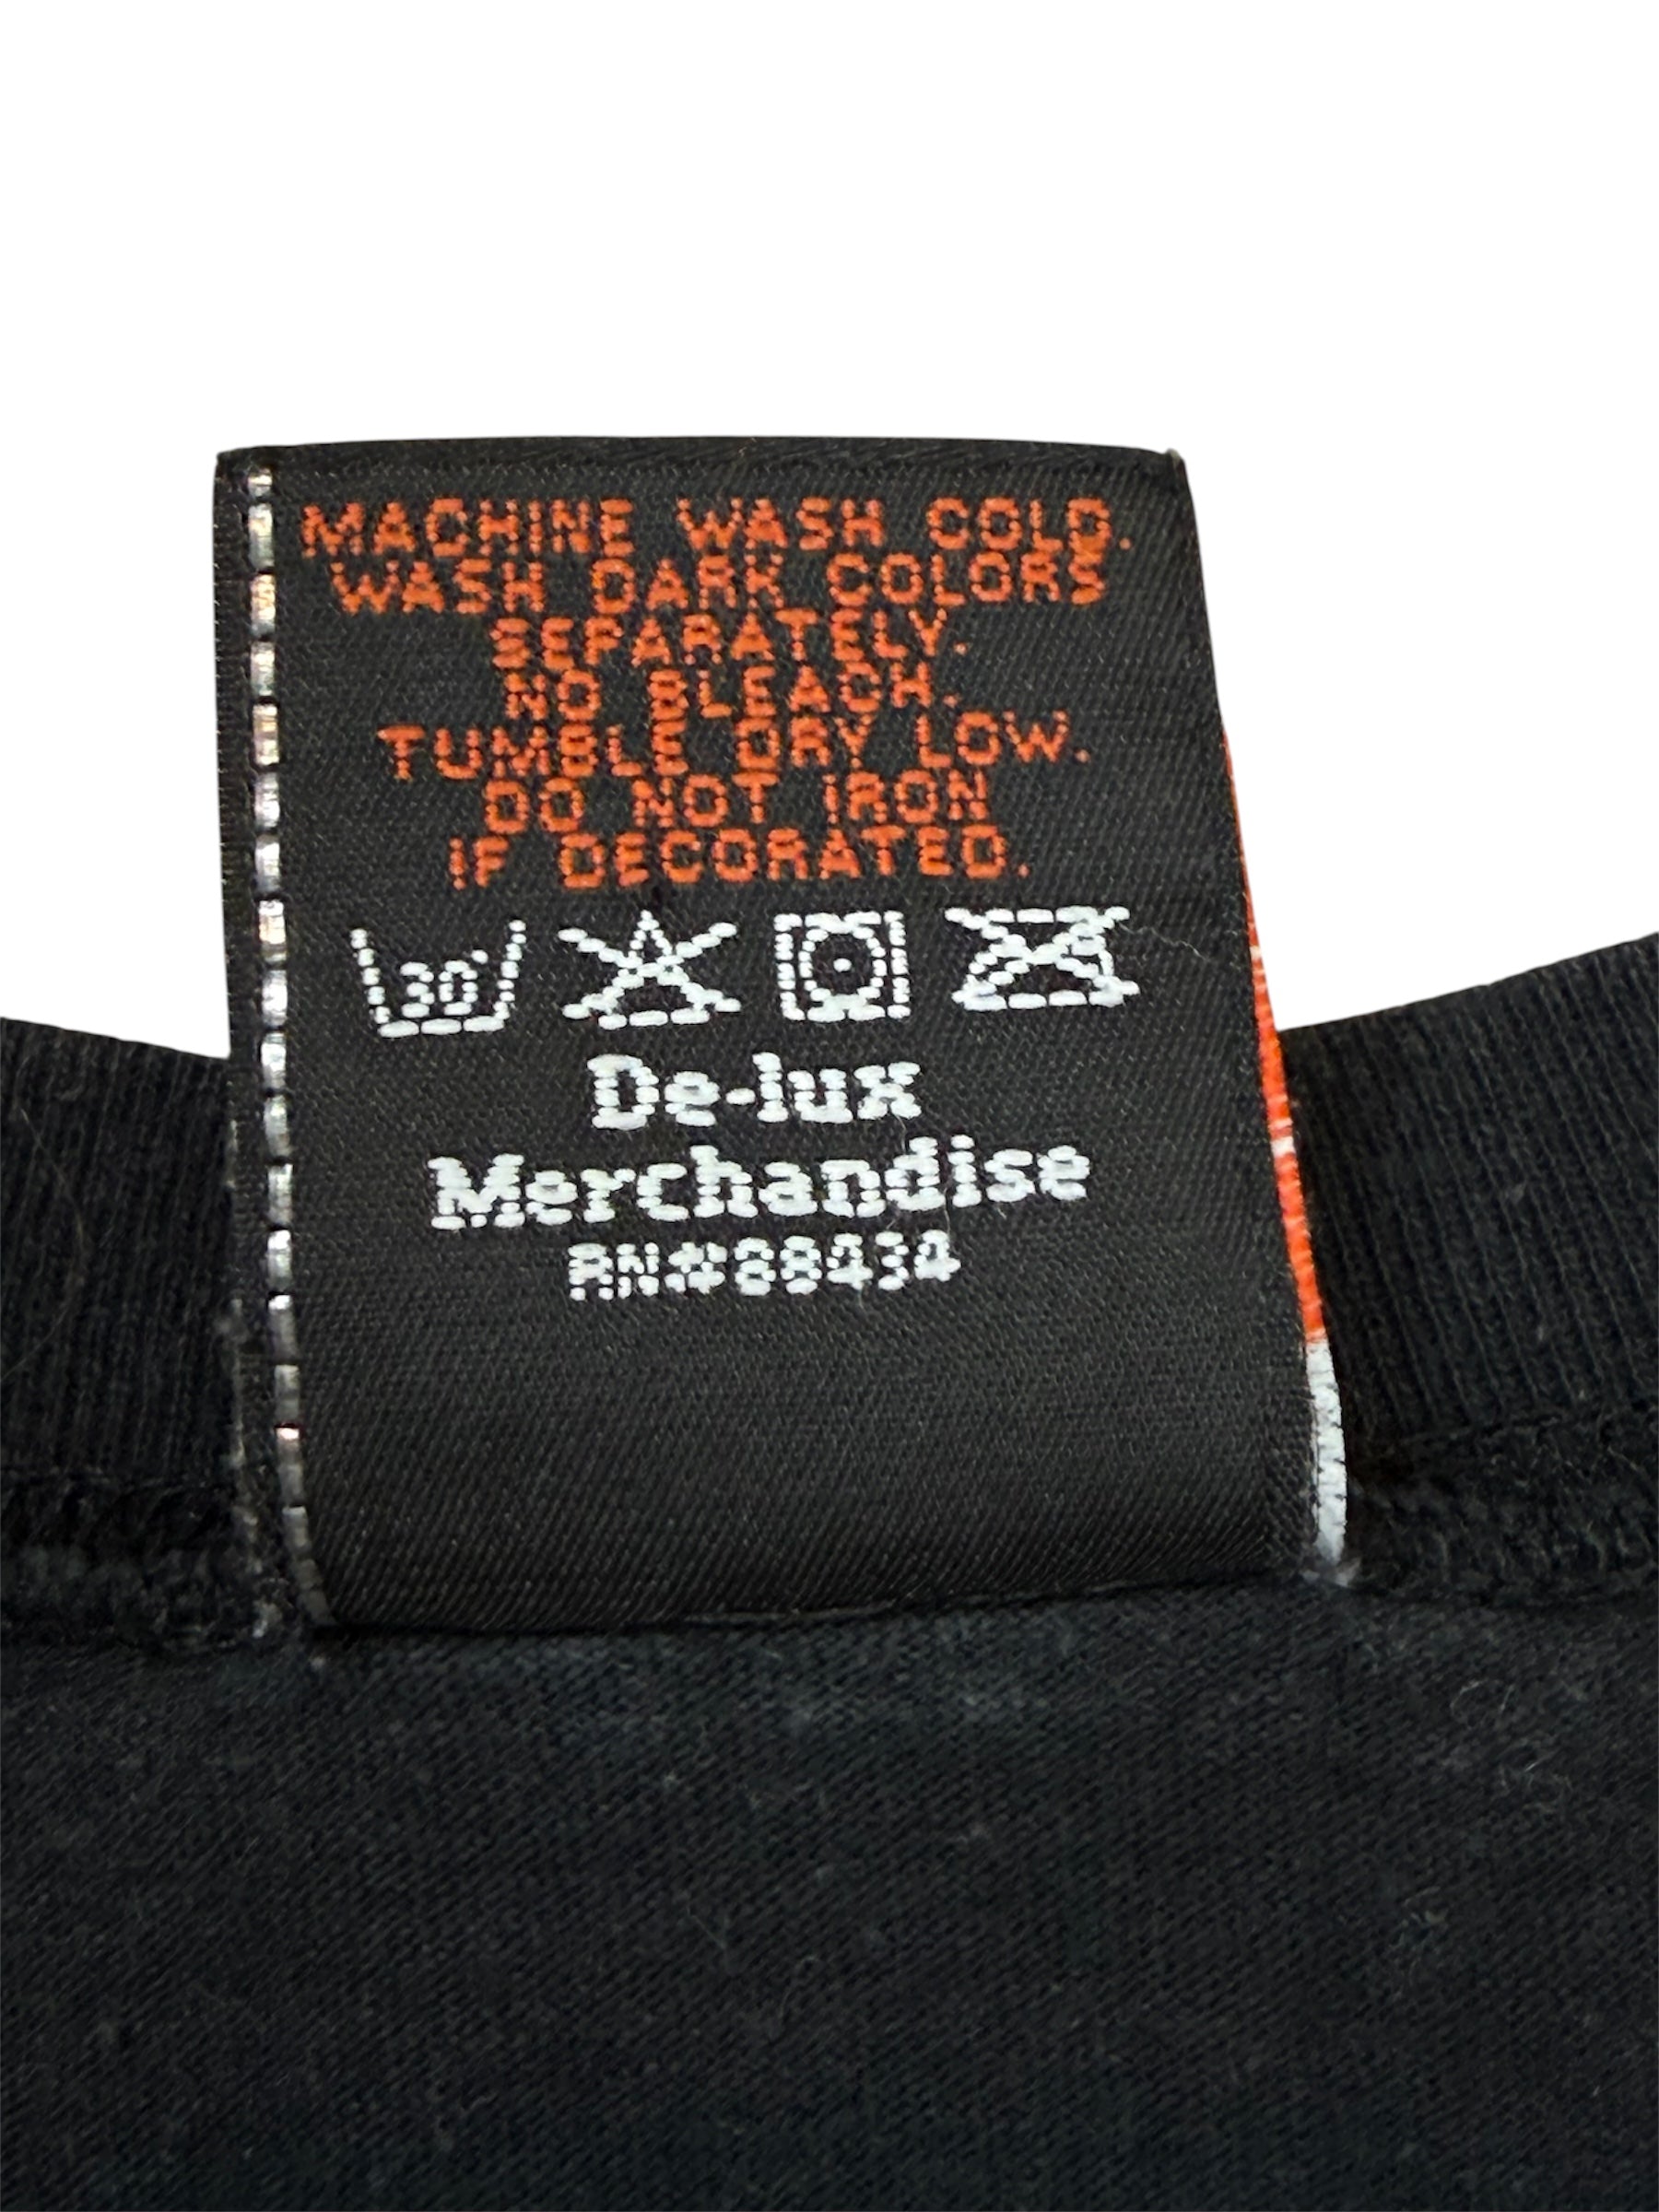 MACHINE WASH COLD.
WASH DARK COLORS
SEPARATELY.
NO BLEACH.
TUMBLE DRY LOW.
DO NOT IRON
IF DECORATED.
30°
De-lux
Merchandise
RN#88434